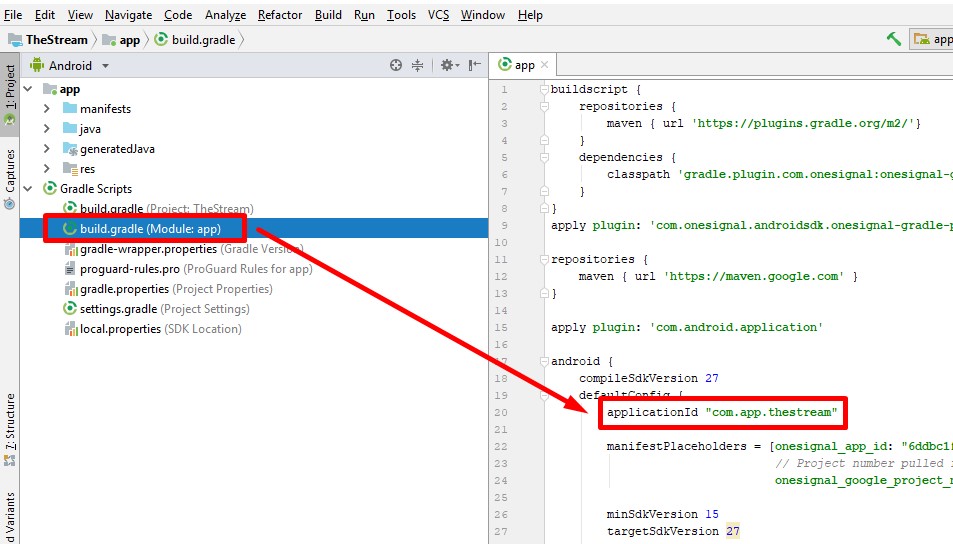 File Edit View Navigate Code Analyze Refactor Build Run Tools VCS Window Help
TheStream app build.gradle app
Android
app
1: Project
Captures
7: Structure
d Variants
app
manifests
java
generatedJava
res
Gradle Scripts
build.gradle (Project: TheStream)
build.gradle (Module: app)
gradle-wrapper.properties (Gradle Version)
proguard-rules.pro (ProGuard Rules for app)
gradle.properties (Project Properties)
settings.gradle (Project Settings)
local.properties (SDK Location)
1 buildscript {
2 repositories {
3 maven { url 'https://plugins.gradle.org/m2/'}
4 }
5 dependencies {
6 classpath 'gradle.plugin.com.onesignal:onesignal-g
7 }
8 }
9 apply plugin: 'com.onesignal.androidsdk.onesignal-gradle-p
10
11 repositories {
12 maven { url 'https://maven.google.com' }
13 }
14
15 apply plugin: 'com.android.application'
16
17 android {
18 compileSdkVersion 27
19 defaultConfig {
20 applicationId "com.app.thestream"
21
22 manifestPlaceholders = [onesignal_app_id: "6ddbc1f
23 // Project number pulled
24 onesignal_google_project_n
25
26 minSdkVersion 15
27 targetSdkVersion 27